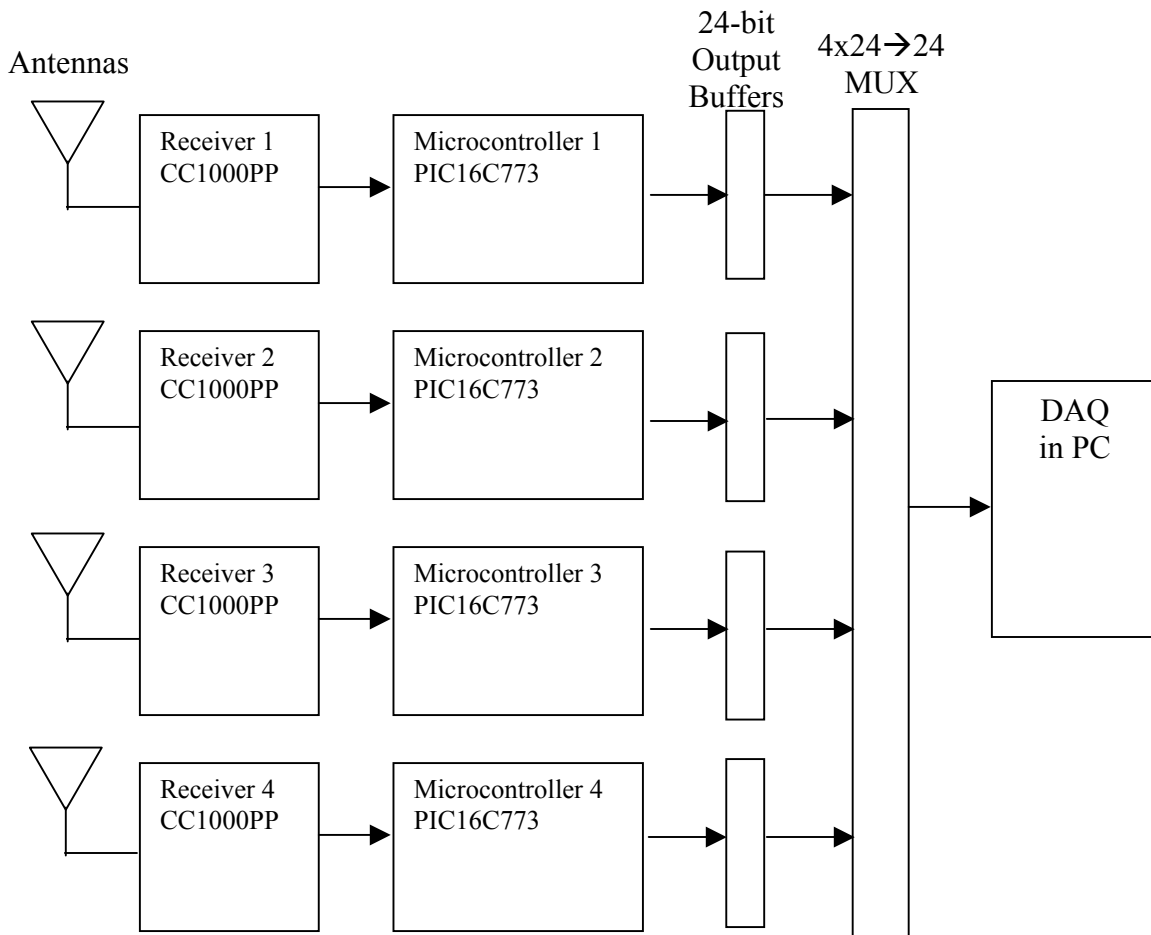 Antennas
24-bit
Output
Buffers
4x24→24
MUX
Receiver 1
CC1000PP
Microcontroller 1
PIC16C773
Receiver 2
CC1000PP
Microcontroller 2
PIC16C773
DAQ
in PC
Receiver 3
CC1000PP
Microcontroller 3
PIC16C773
Receiver 4
CC1000PP
Microcontroller 4
PIC16C773